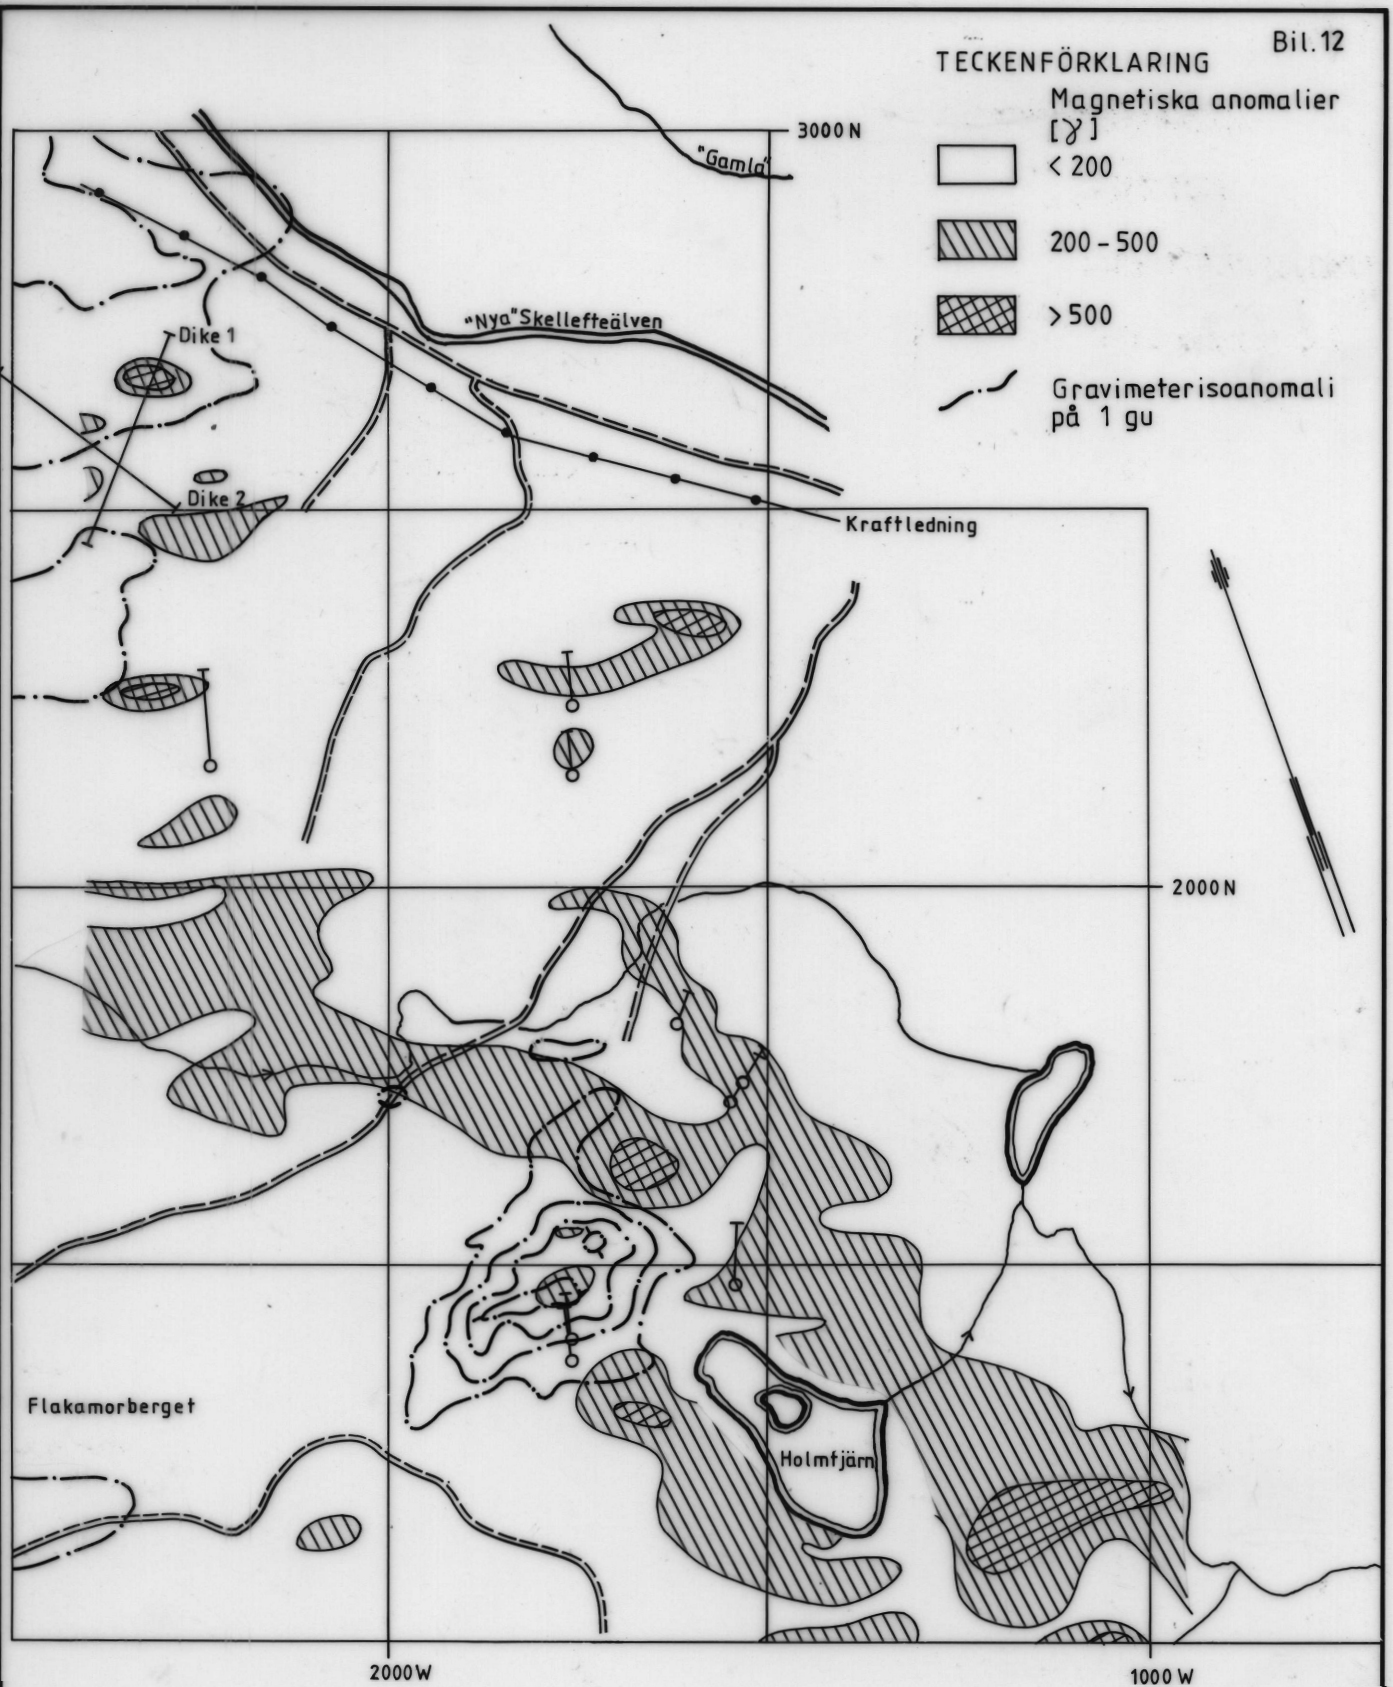 Bil.12
TECKENFÖRKLARING
Magnetiska anomalier
[γ]
< 200
200 - 500
> 500
Gravimeterisoanomali
på 1 gu
3000 N
"Gamla"
"Nya" Skellefteälven
Dike 1
Dike 2
Kraftledning
2000 N
Flakamorberget
Holmtjärn
2000 W
1000 W